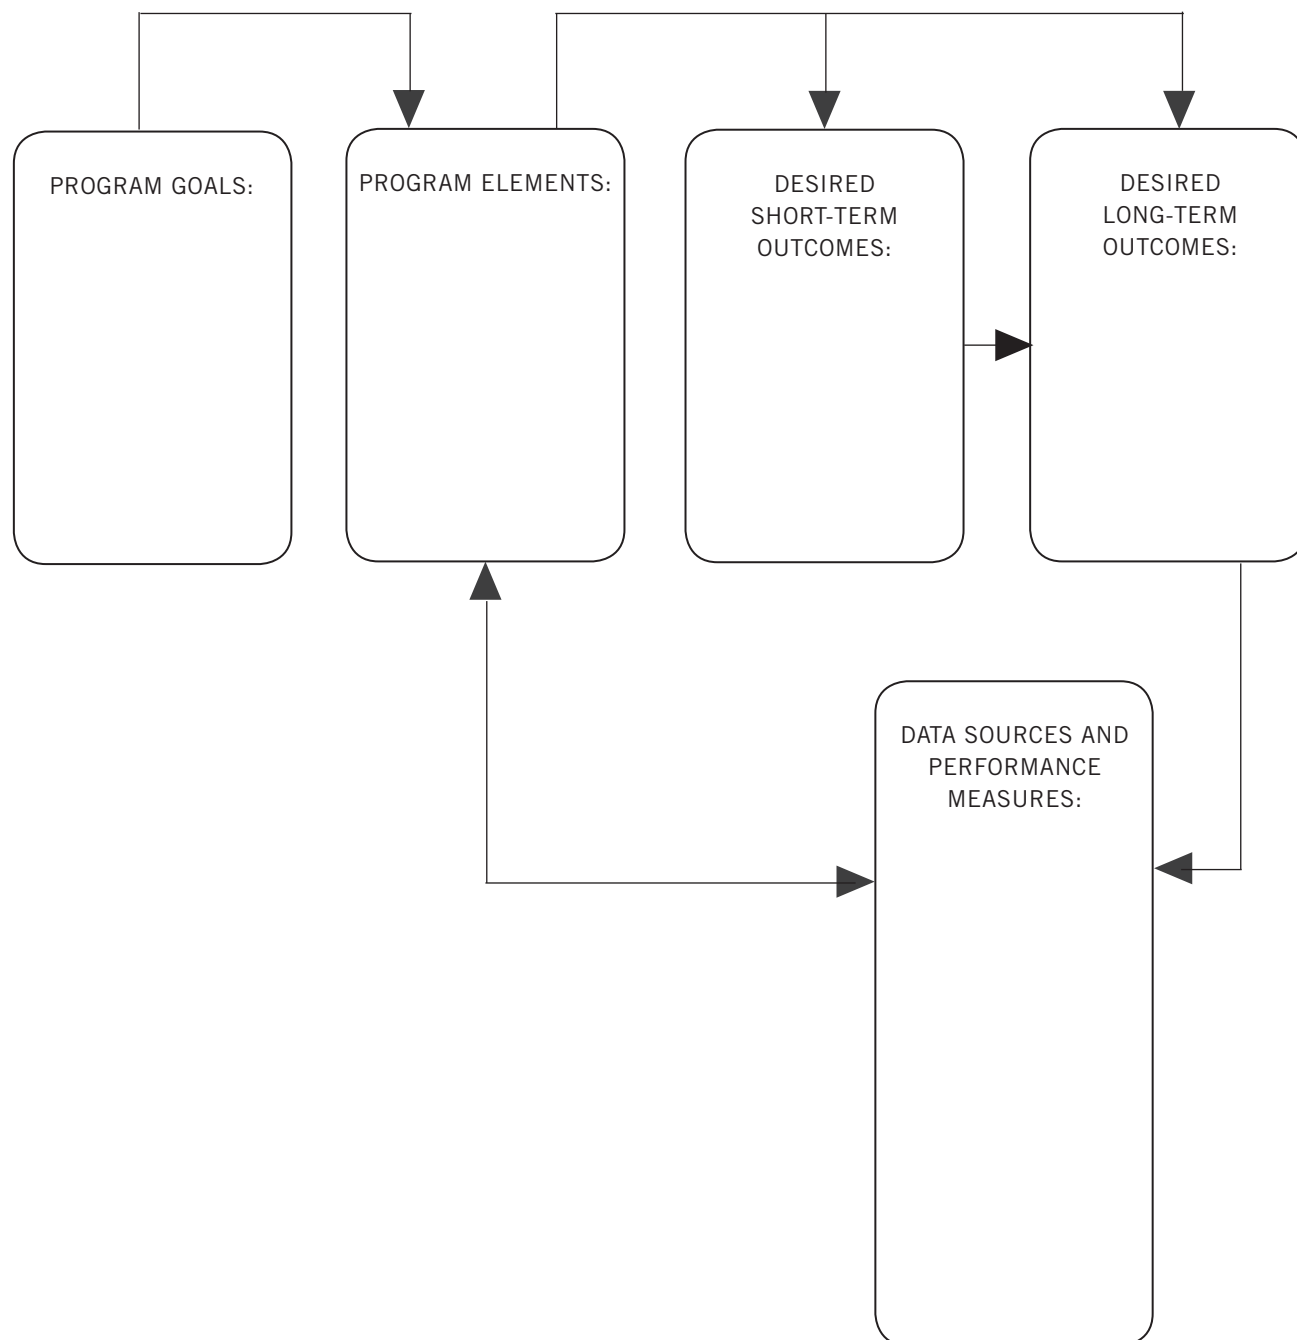 PROGRAM GOALS:
PROGRAM ELEMENTS:
DESIRED
SHORT-TERM
OUTCOMES:
DESIRED
LONG-TERM
OUTCOMES:
DATA SOURCES AND
PERFORMANCE
MEASURES: